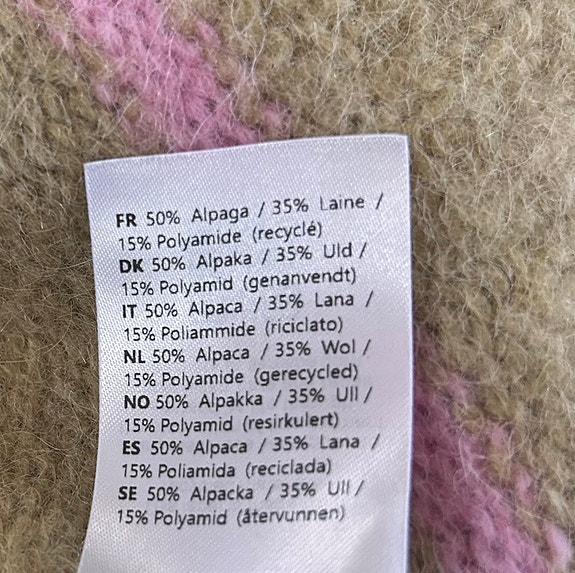 FR 50% Alpaga / 35% Laine /
15% Polyamide (recyclé)
DK 50% Alpaka / 35% Uld /
15% Polyamid (genanvendt)
IT 50% Alpaca / 35% Lana /
15% Poliammide (riciclato)
NL 50% Alpaca / 35% Wol /
15% Polyamide (gerecycled)
NO 50% Alpakka / 35% Ull /
15% Polyamid (resirkulert)
ES 50% Alpaca / 35% Lana /
15% Poliamida (reciclada)
SE 50% Alpacka / 35% Ull /
15% Polyamid (återvunnen)